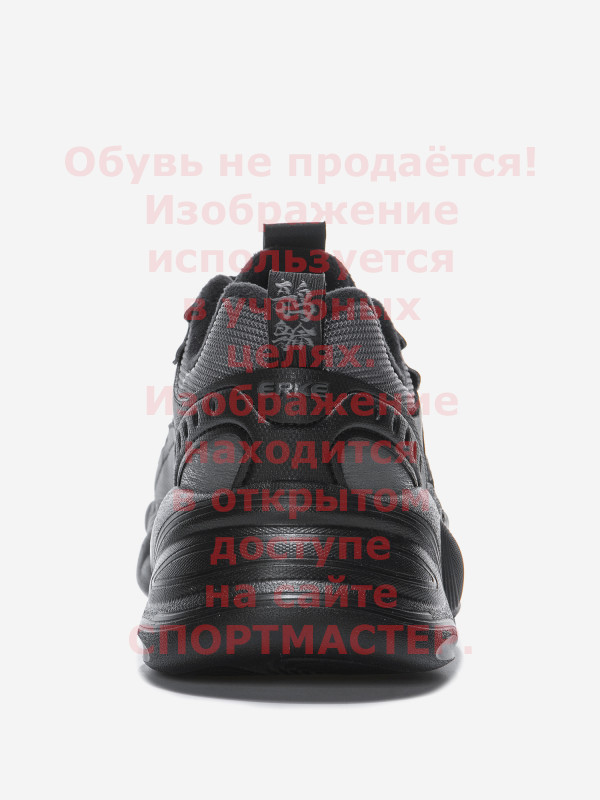 Обувь не продаётся!
Изображение
используется
в учебных
целях.
ERKE
Изображение
находится
в открытом
доступе
на сайте
СПОРТМАСТЕР.